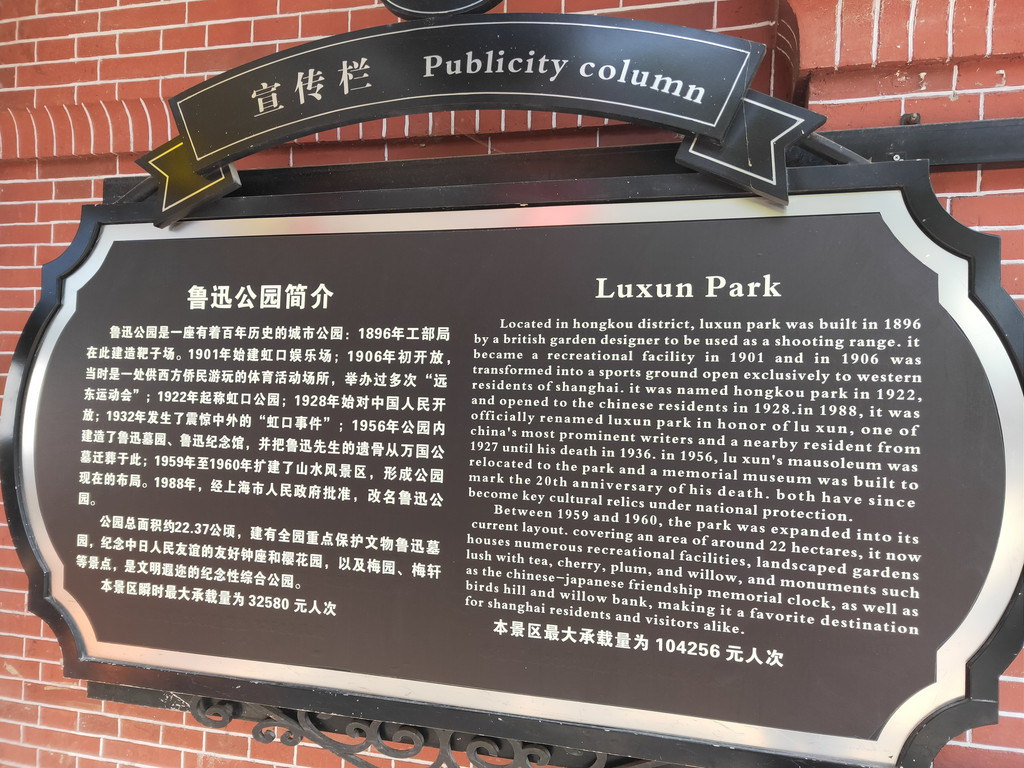 宣传栏 Publicity column
鲁迅公园简介
鲁迅公园是一座有着百年历史的城市公园：1896年工部局
在此建造靶子场。1901年始建虹口娱乐场；1906年初开放，
当时是一处供西方侨民游玩的体育活动场所，举办过多次“远
东运动会”；1922年起称虹口公园；1928年始对中国人民开
放；1932年发生了震惊中外的“虹口事件”；1956年公园内
建造了鲁迅墓园、鲁迅纪念馆，并把鲁迅先生的遗骨从万国公
墓迁葬于此；1959年至1960年扩建了山水风景区，形成公园
现在的布局。1988年，经上海市人民政府批准，改名鲁迅公
园。
公园总面积约22.37公顷，建有全国重点保护文物鲁迅墓
园，纪念中日人民友谊的友好钟座和樱花园，以及梅园、梅轩
等景点，是文明遐迩的纪念性综合公园。
本景区瞬时最大承载量为 32580 元人次
Luxun Park
Located in hongkou district, luxun park was built in 1896
by a british garden designer to be used as a shooting range. it
became a recreational facility in 1901 and in 1906 was
transformed into a sports ground open exclusively to western
residents of shanghai. it was named hongkou park in 1922,
and opened to the chinese residents in 1928.in 1988, it was
officially renamed luxun park in honor of lu xun, one of
china's most prominent writers and a nearby resident from
1927 until his death in 1936. in 1956, lu xun's mausoleum was
relocated to the park and a memorial museum was built to
mark the 20th anniversary of his death. both have since
become key cultural relics under national protection.
Between 1959 and 1960, the park was expanded into its
current layout. covering an area of around 22 hectares, it now
houses numerous recreational facilities, landscaped gardens
lush with tea, cherry, plum, and willow, and monuments such
as the chinese-japanese friendship memorial clock, as well as
birds hill and willow bank, making it a favorite destination
for shanghai residents and visitors alike.
本景区最大承载量为 104256 元人次